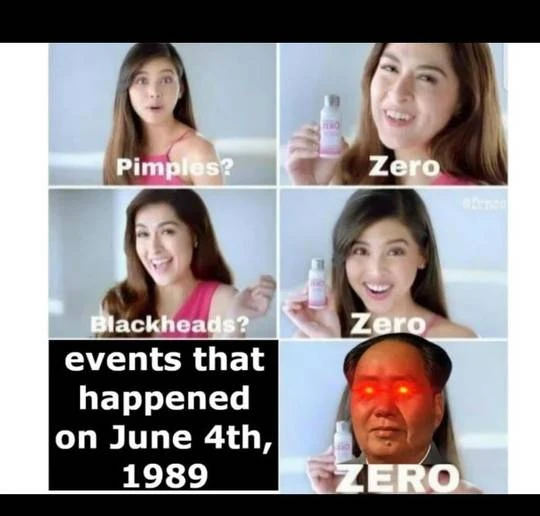 Pimples?
Zero
Blackheads?
Zero
events that
happened
on June 4th,
1989
ZERO